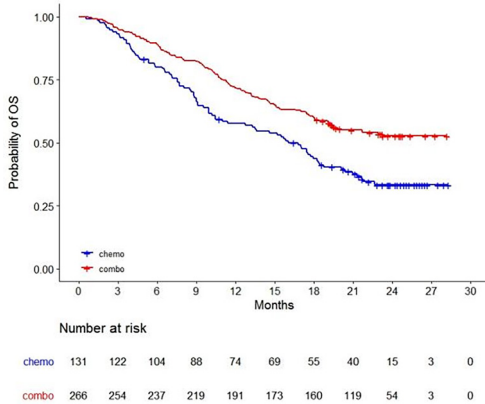 1.00
0.75
0.50
0.25
0.00
Probability of OS
chemo
combo
0 3 6 9 12 15 18 21 24 27 30
Months
Number at risk
chemo 131 122 104 88 74 69 55 40 15 3 0
combo 266 254 237 219 191 173 160 119 54 3 0